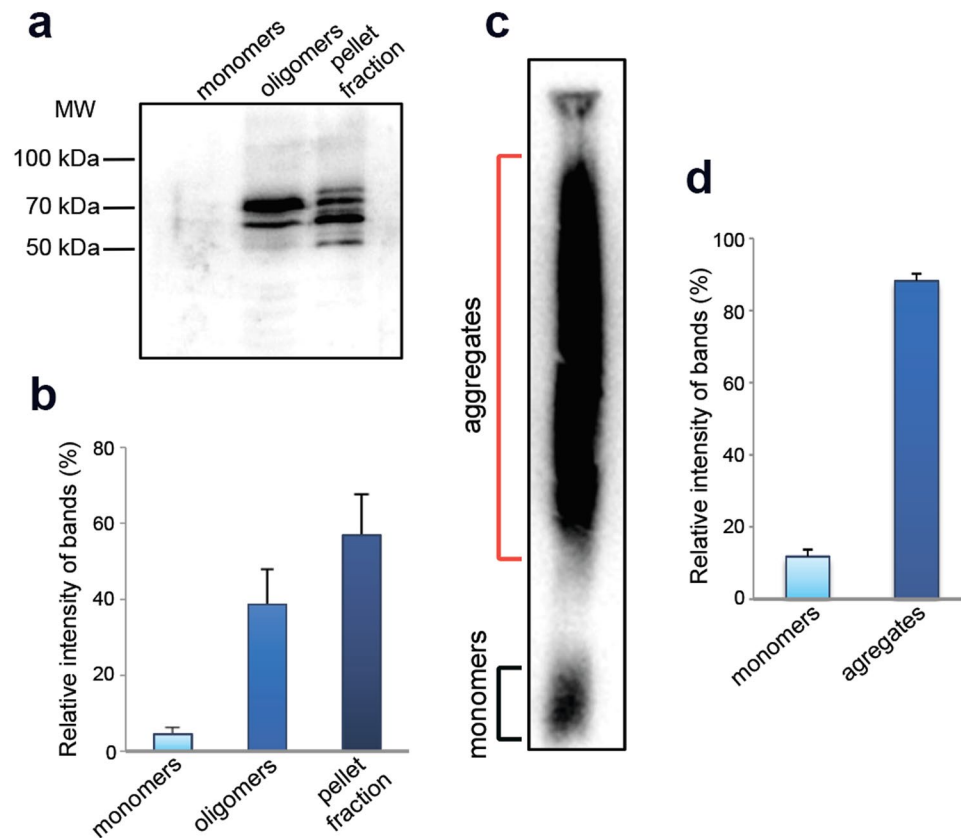 a
monomers
oligomers
pellet
fraction
MW
100 kDa
70 kDa
50 kDa
b
Relative intensity of bands (%)
80
60
40
20
0
monomers
oligomers
pellet
fraction
c
aggregates
monomers
d
Relative intensity of bands (%)
100
80
60
40
20
0
monomers
agregates